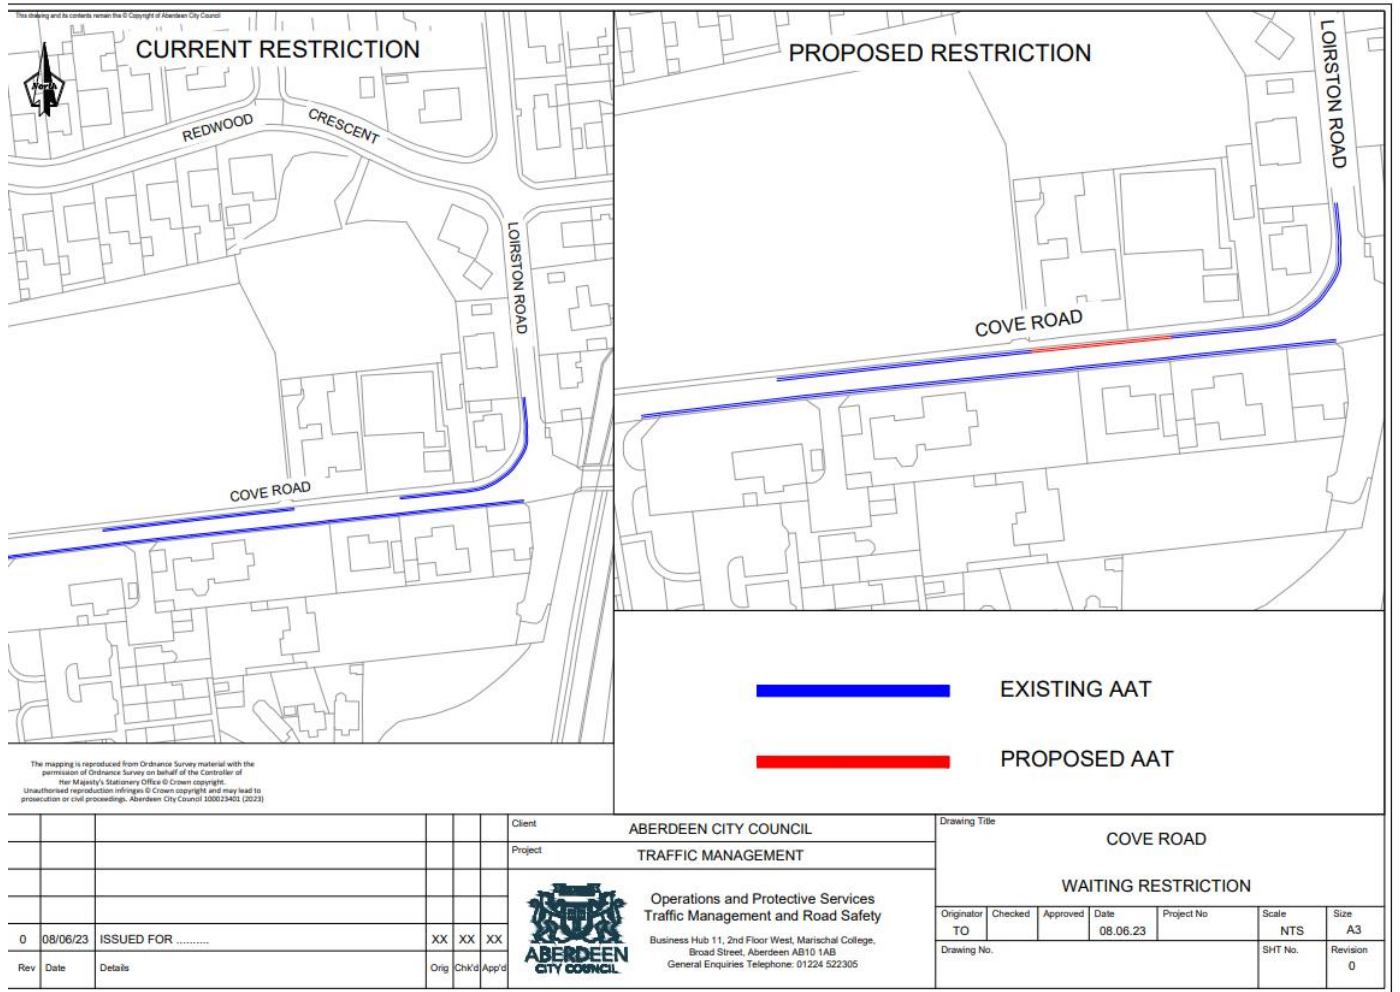 This drawing and its contents remain the © Copyright of Aberdeen City Council
CURRENT RESTRICTION
North
REDWOOD
CRESCENT
LOIRSTON ROAD
COVE ROAD
PROPOSED RESTRICTION
LOIRSTON ROAD
COVE ROAD
EXISTING AAT
PROPOSED AAT
The mapping is reproduced from Ordnance Survey material with the
permission of Ordnance Survey on behalf of the Controller of
Her Majesty's Stationery Office © Crown copyright.
Unauthorised reproduction infringes © Crown copyright and may lead to
prosecution or civil proceedings. Aberdeen City Council 100023401 (2023)
0 08/06/23 ISSUED FOR .......... XX XX XX
Rev Date Details Orig Chk'd App'd
Client ABERDEEN CITY COUNCIL
Project TRAFFIC MANAGEMENT
ABERDEEN
CITY COUNCIL
Operations and Protective Services
Traffic Management and Road Safety
Business Hub 11, 2nd Floor West, Marischal College,
Broad Street, Aberdeen AB10 1AB
General Enquiries Telephone: 01224 522305
Drawing Title
COVE ROAD
WAITING RESTRICTION
Originator Checked Approved Date Project No Scale Size
TO 08.06.23 NTS A3
Drawing No. SHT No. Revision
0